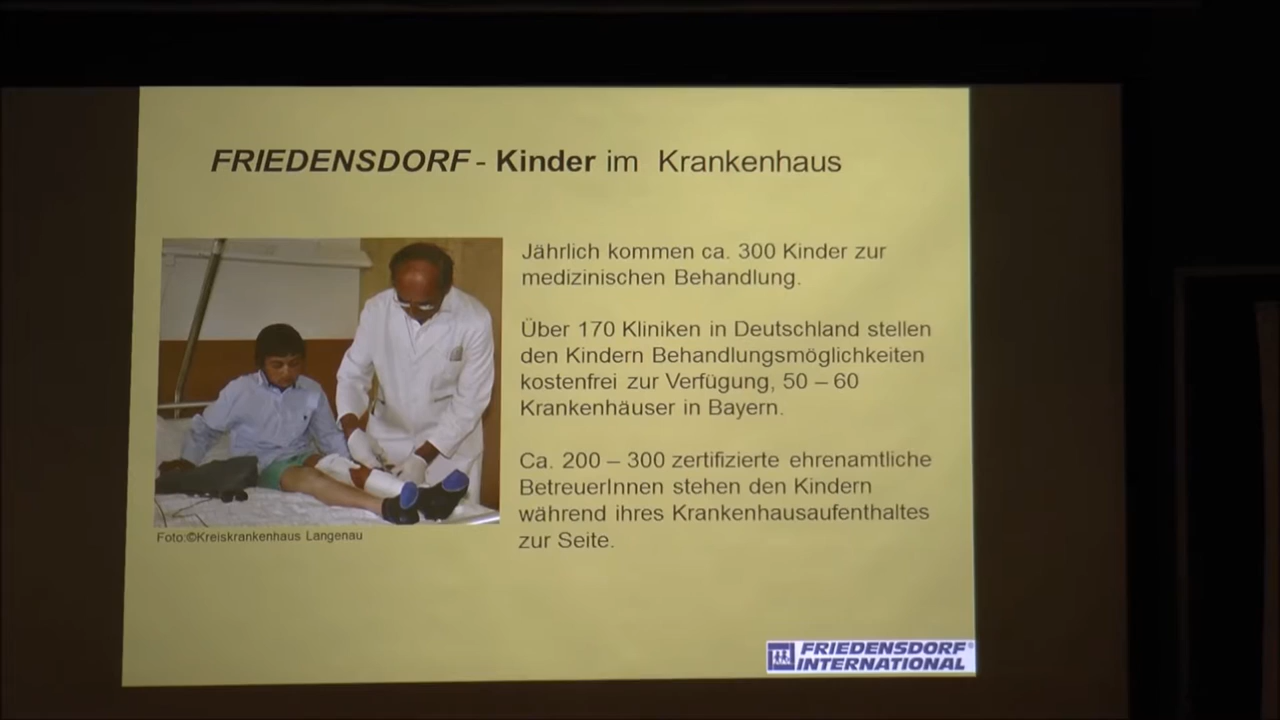 FRIEDENSDORF - Kinder im Krankenhaus
Jährlich kommen ca. 300 Kinder zur
medizinischen Behandlung.
Über 170 Kliniken in Deutschland stellen
den Kindern Behandlungsmöglichkeiten
kostenfrei zur Verfügung, 50 – 60
Krankenhäuser in Bayern.
Ca. 200 – 300 zertifizierte ehrenamtliche
BetreuerInnen stehen den Kindern
während ihres Krankenhausaufenthaltes
zur Seite.
Foto:©Kreiskrankenhaus Langenau
FRIEDENSDORF®
INTERNATIONAL